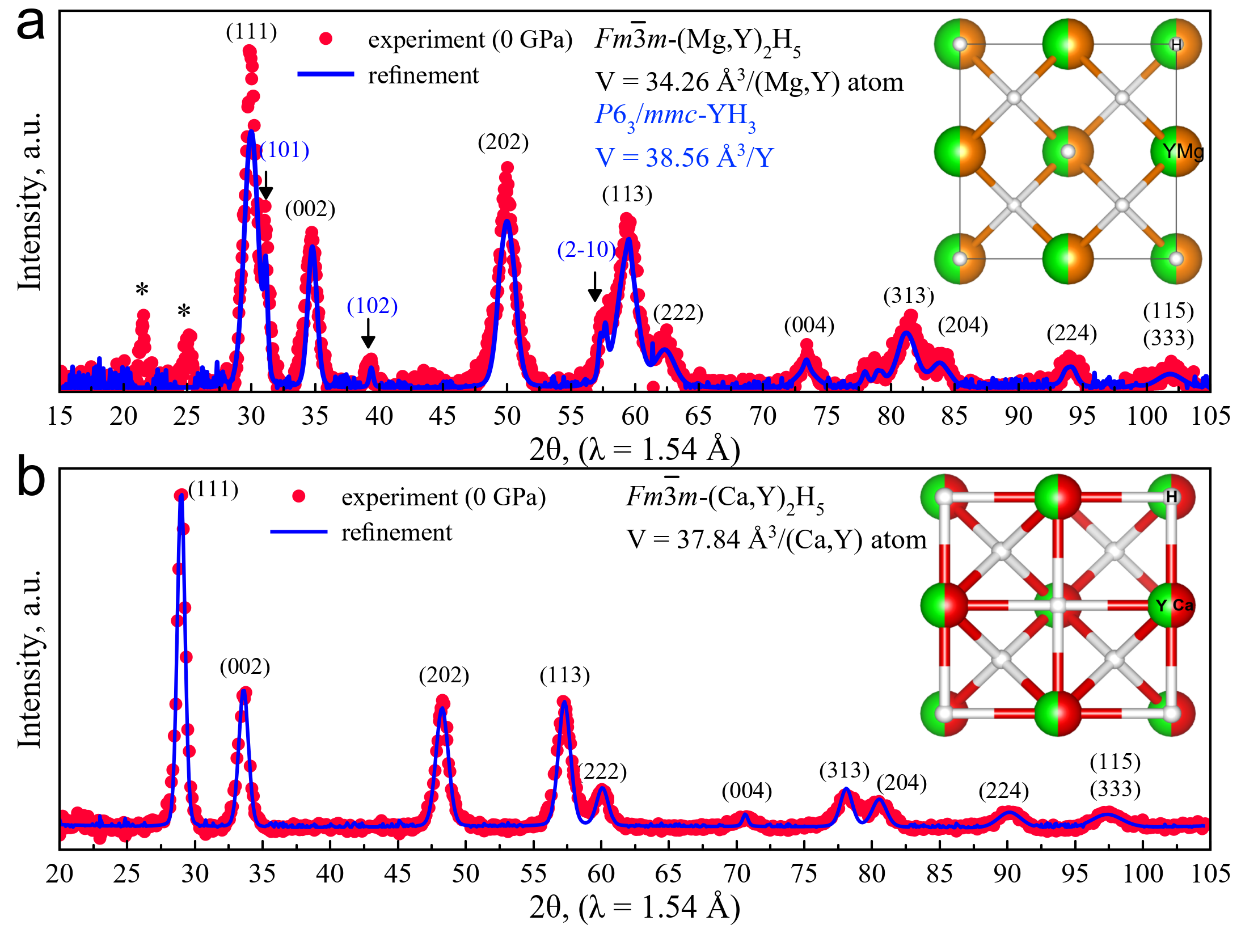 a
(111)
experiment (0 GPa)
refinement
Fm3̅m-(Mg,Y)₂H₅
V = 34.26 Å³/(Mg,Y) atom
P6₃/mmc-YH₃
V = 38.56 Å³/Y
H
YMg
(101)
(002)
(202)
(113)
(2-10)
(102)
(222)
(004)
(313)
(204)
(224)
(115)
(333)
*
*
Intensity, a.u.
15 20 25 30 35 40 45 50 55 60 65 70 75 80 85 90 95 100 105
2θ, (λ = 1.54 Å)
b
(111)
experiment (0 GPa)
refinement
Fm3̅m-(Ca,Y)₂H₅
V = 37.84 Å³/(Ca,Y) atom
H
Y Ca
(002)
(202)
(113)
(222)
(004)
(313)
(204)
(224)
(115)
(333)
Intensity, a.u.
20 25 30 35 40 45 50 55 60 65 70 75 80 85 90 95 100 105
2θ, (λ = 1.54 Å)